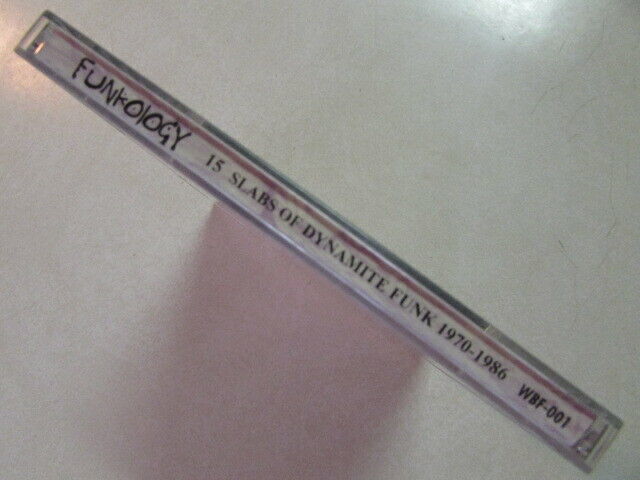 FUNKOlOGY 15 SLABS OF DYNAMITE FUNK 1970-1986 WBF-001